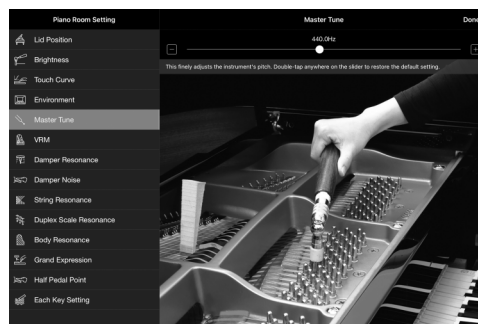 Piano Room Setting
Master Tune
Done
Lid Position
Brightness
Touch Curve
Environment
Master Tune
VRM
Damper Resonance
Damper Noise
String Resonance
Duplex Scale Resonance
Body Resonance
Grand Expression
Half Pedal Point
Each Key Setting
440.0Hz
This finely adjusts the instrument's pitch. Double-tap anywhere on the slider to restore the default setting.